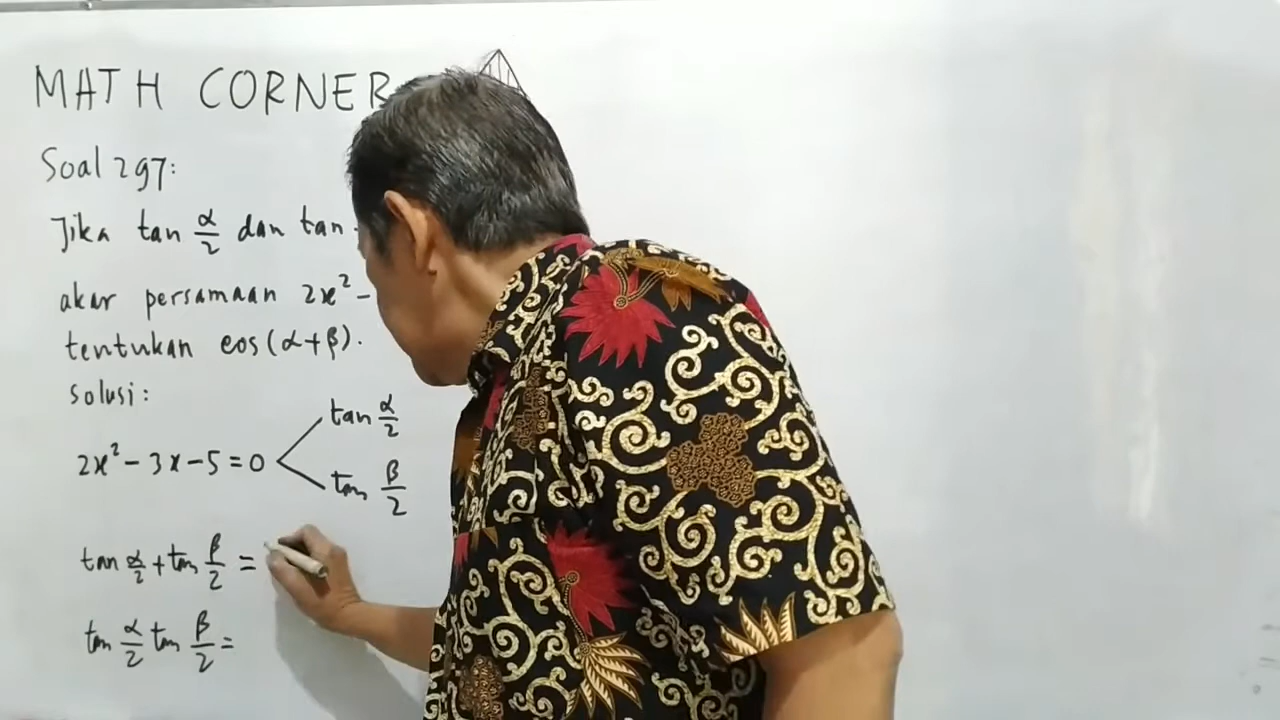 MATH CORNER
Soal 297:
Jika tan α/2 dan tan
akar persamaan 2x² -
tentukan cos(α+β).
solusi:
2x² - 3x - 5 = 0
tan α/2
tan β/2
tan α/2 + tan β/2 =
tan α/2 tan β/2 =